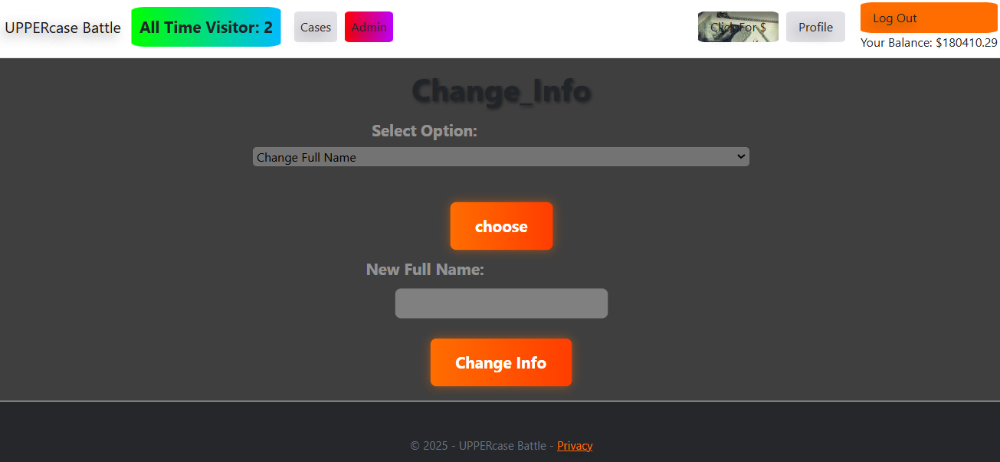 UPPERcase Battle
All Time Visitor: 2
Cases
Admin
Click For $
Profile
Log Out
Your Balance: $180410.29
Change_Info
Select Option:
Change Full Name
choose
New Full Name:
Change Info
© 2025 - UPPERcase Battle - Privacy